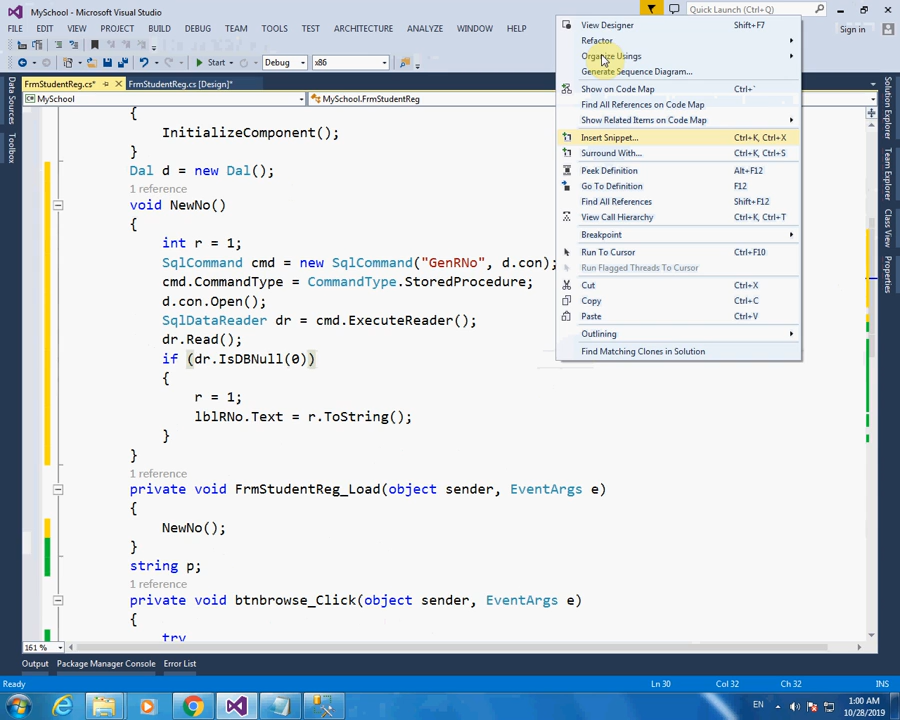 MySchool - Microsoft Visual Studio
Quick Launch (Ctrl+Q)
FILE EDIT VIEW PROJECT BUILD DEBUG TEAM TOOLS TEST ARCHITECTURE ANALYZE WINDOW HELP
Sign in
Start Debug x86
FrmStudentReg.cs* FrmStudentReg.cs [Design]*
MySchool MySchool.FrmStudentReg
Data Sources
Toolbox
{
InitializeComponent();
}
Dal d = new Dal();
1 reference
void NewNo()
{
int r = 1;
SqlCommand cmd = new SqlCommand("GenRNo", d.con);
cmd.CommandType = CommandType.StoredProcedure;
d.con.Open();
SqlDataReader dr = cmd.ExecuteReader();
dr.Read();
if (dr.IsDBNull(0))
{
r = 1;
lblRNo.Text = r.ToString();
}
}
1 reference
private void FrmStudentReg_Load(object sender, EventArgs e)
{
NewNo();
}
string p;
1 reference
private void btnbrowse_Click(object sender, EventArgs e)
{
try
View Designer Shift+F7
Refactor
Organize Usings
Generate Sequence Diagram...
Show on Code Map Ctrl+`
Find All References on Code Map
Show Related Items on Code Map
Insert Snippet... Ctrl+K, Ctrl+X
Surround With... Ctrl+K, Ctrl+S
Peek Definition Alt+F12
Go To Definition F12
Find All References Shift+F12
View Call Hierarchy Ctrl+K, Ctrl+T
Breakpoint
Run To Cursor Ctrl+F10
Run Flagged Threads To Cursor
Cut Ctrl+X
Copy Ctrl+C
Paste Ctrl+V
Outlining
Find Matching Clones in Solution
Solution Explorer
Team Explorer
Class View
Properties
161 %
Output Package Manager Console Error List
Ready Ln 30 Col 32 Ch 32 INS
EN 1:00 AM
10/28/2019